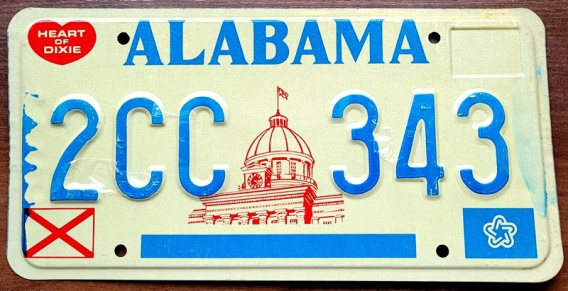 HEART
OF
DIXIE
ALABAMA
2CC 343